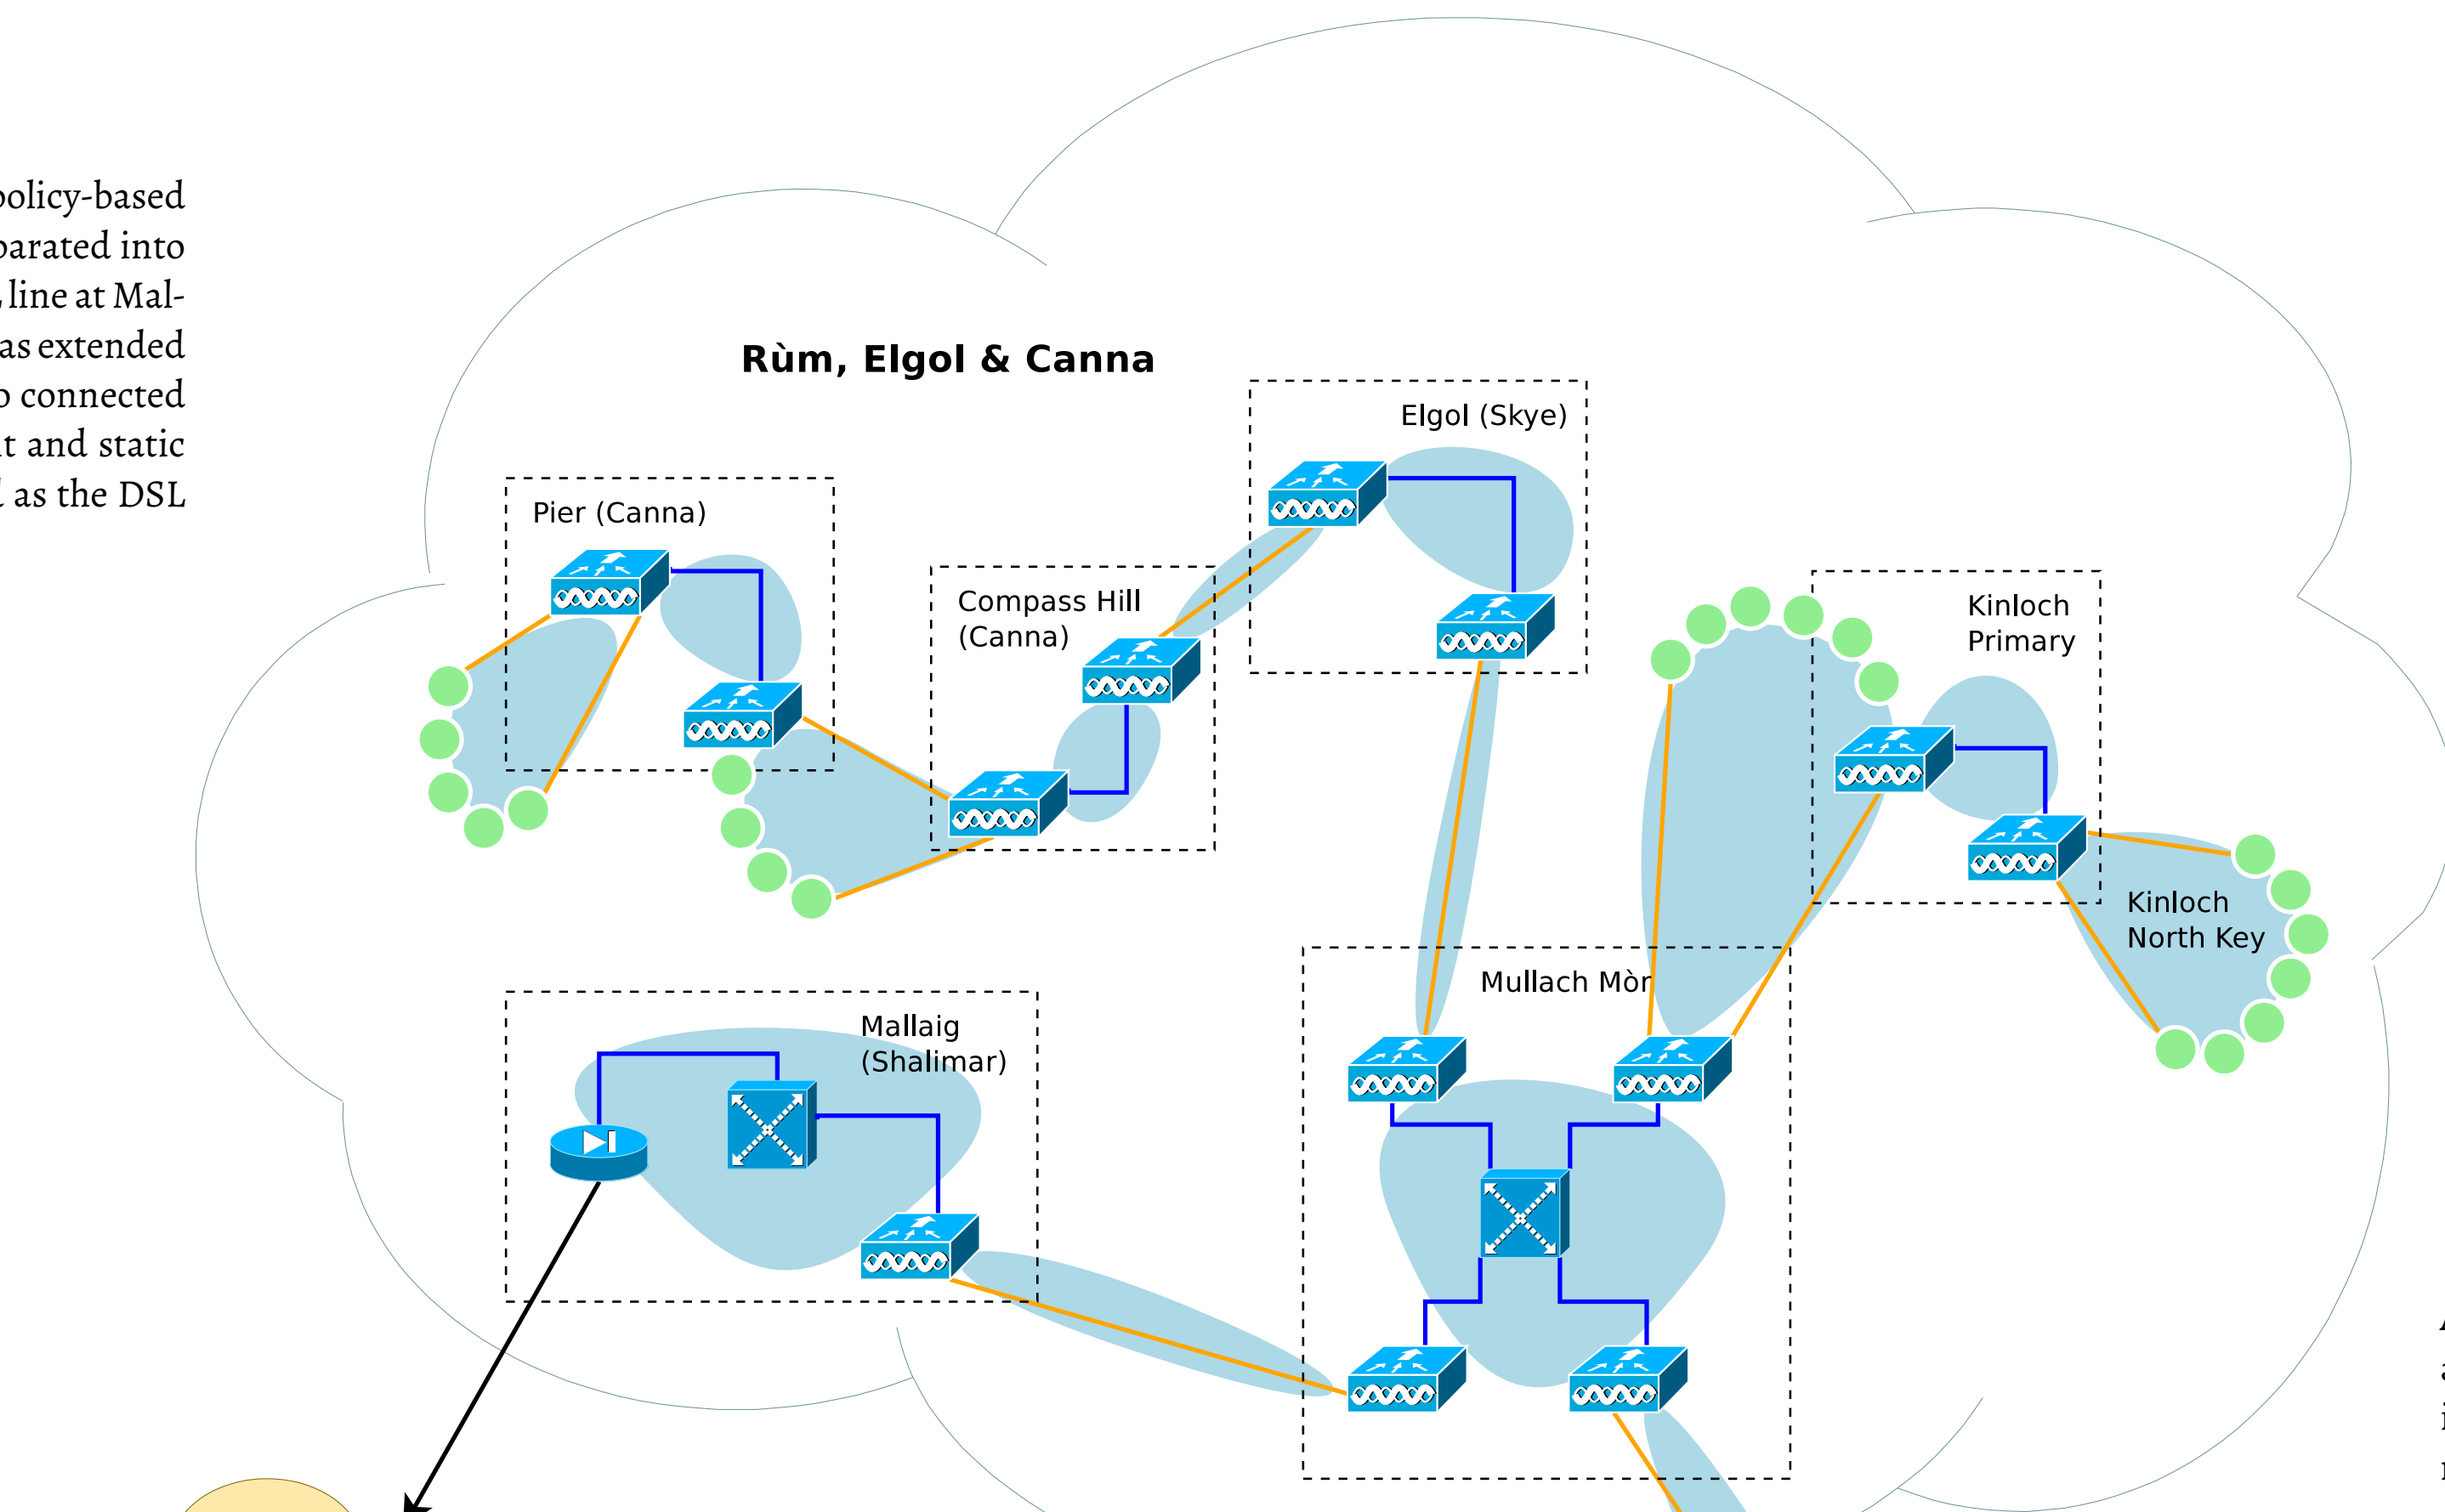 policy-based
parated into
line at Mal-
as extended
o connected
t and static
l as the DSL
Rùm, Elgol & Canna
Elgol (Skye)
Pier (Canna)
Compass Hill
(Canna)
Kinloch
Primary
Kinloch
North Key
Mullach Mòr
Mallaig
(Shalimar)